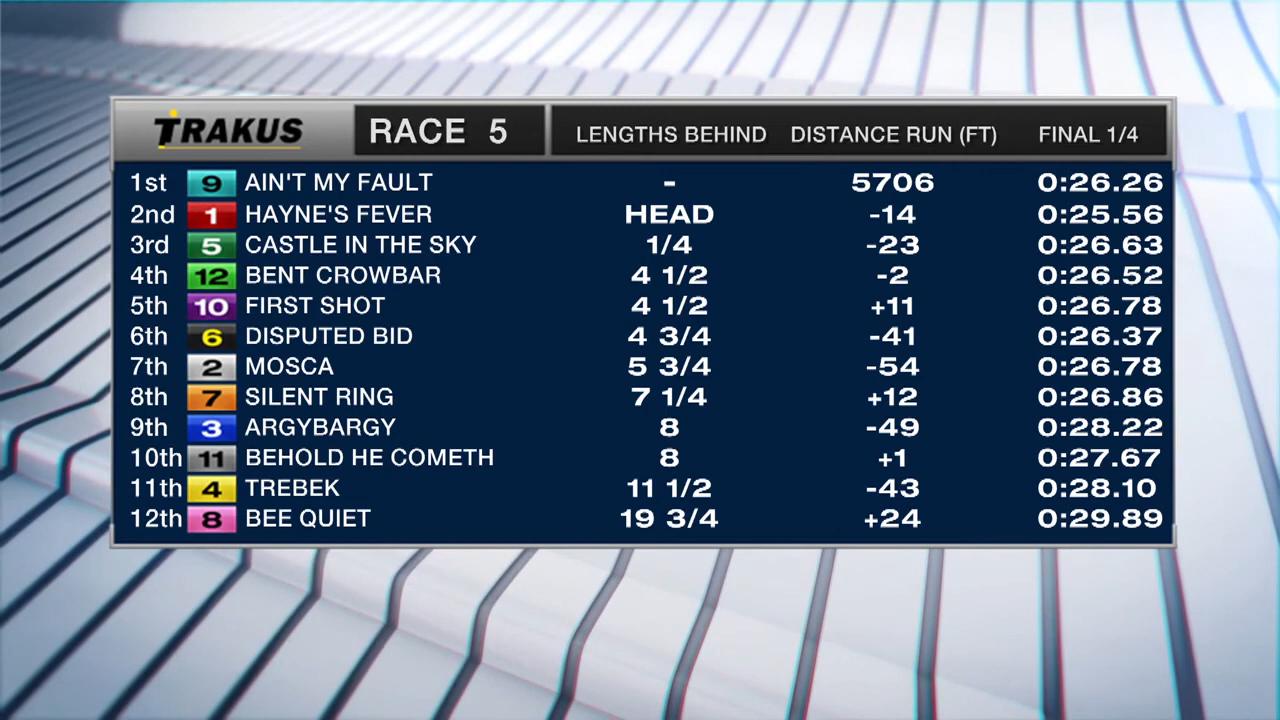 TRAKUS RACE 5 LENGTHS BEHIND DISTANCE RUN (FT) FINAL 1/4
1st 9 AIN'T MY FAULT - 5706 0:26.26
2nd 1 HAYNE'S FEVER HEAD -14 0:25.56
3rd 5 CASTLE IN THE SKY 1/4 -23 0:26.63
4th 12 BENT CROWBAR 4 1/2 -2 0:26.52
5th 10 FIRST SHOT 4 1/2 +11 0:26.78
6th 6 DISPUTED BID 4 3/4 -41 0:26.37
7th 2 MOSCA 5 3/4 -54 0:26.78
8th 7 SILENT RING 7 1/4 +12 0:26.86
9th 3 ARGYBARGY 8 -49 0:28.22
10th 11 BEHOLD HE COMETH 8 +1 0:27.67
11th 4 TREBEK 11 1/2 -43 0:28.10
12th 8 BEE QUIET 19 3/4 +24 0:29.89